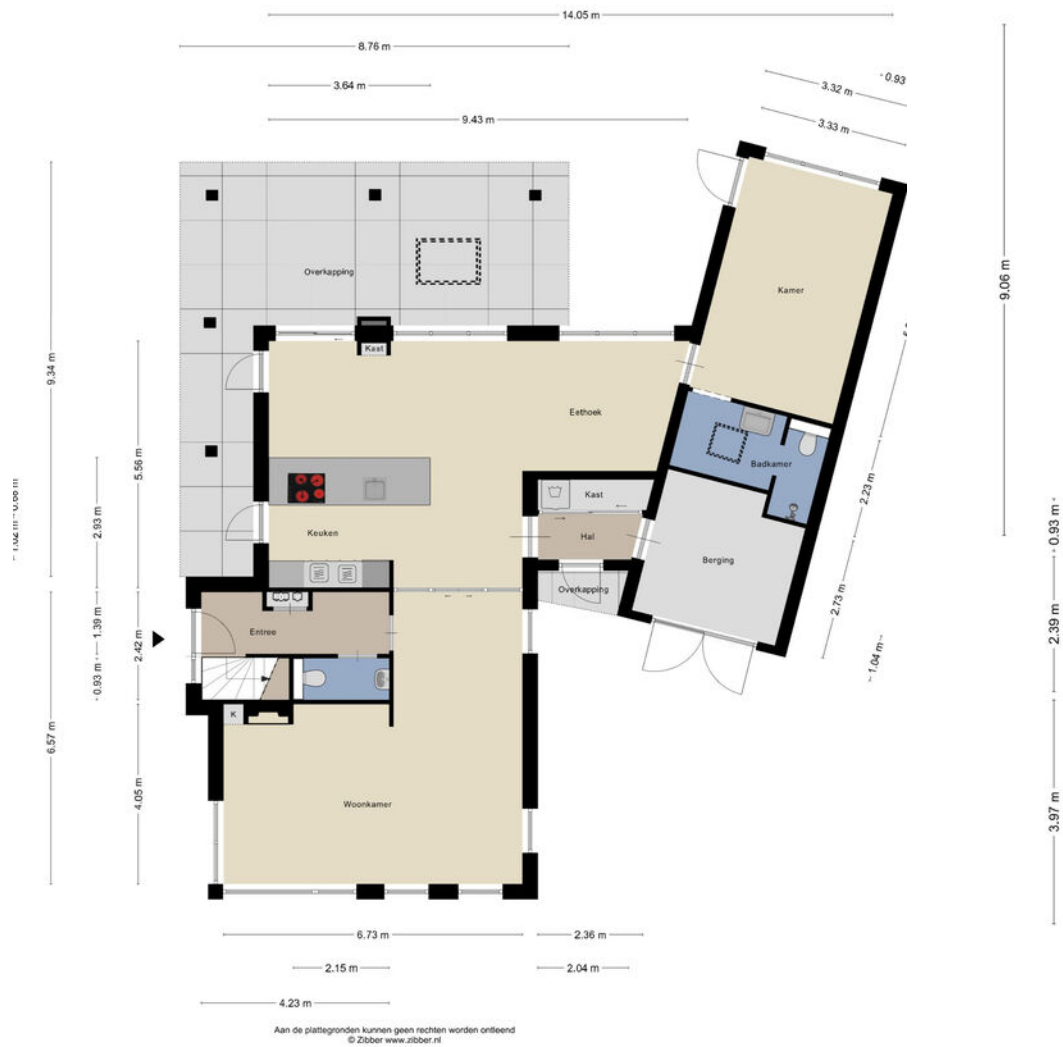 14.05 m
8.76 m
3.64 m
3.32 m
0.93
9.43 m
3.33 m
Overkapping
Kamer
9.06 m
Kast
9.34 m
5.56 m
Eethoek
2.93 m
Badkamer
2.23 m
Kast
Keuken
Hal
Berging
0.93 m
Overkapping
2.73 m
1.39 m
2.42 m
Entree
1.04 m
2.39 m
0.93 m
K
6.57 m
4.05 m
Woonkamer
3.97 m
6.73 m
2.36 m
2.15 m
2.04 m
4.23 m
Aan de plattegronden kunnen geen rechten worden ontleend
© Zibber www.zibber.nl